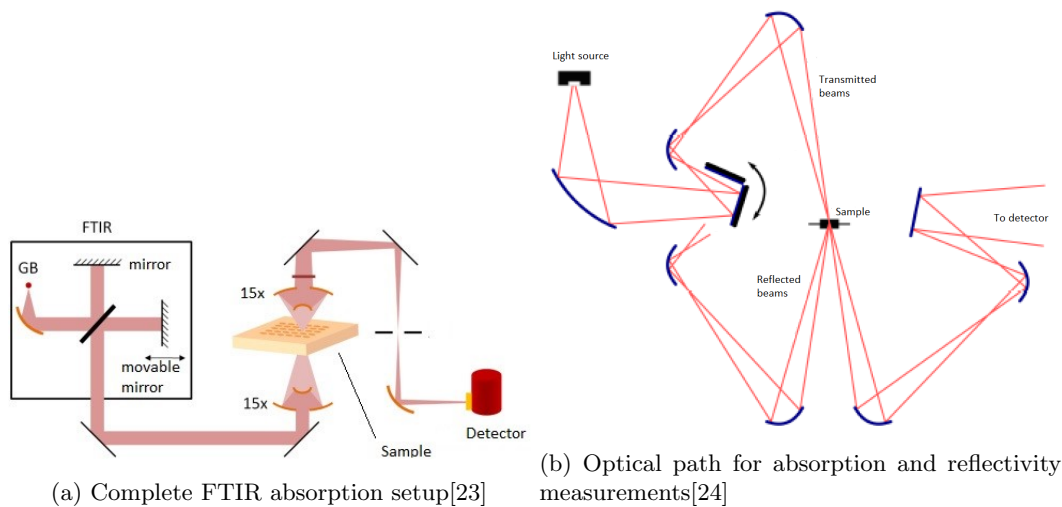 FTIR
GB
mirror
movable
mirror
15x
15x
Sample
Detector
(a) Complete FTIR absorption setup[23]
Light source
Transmitted
beams
Sample
To detector
Reflected
beams
(b) Optical path for absorption and reflectivity
measurements[24]